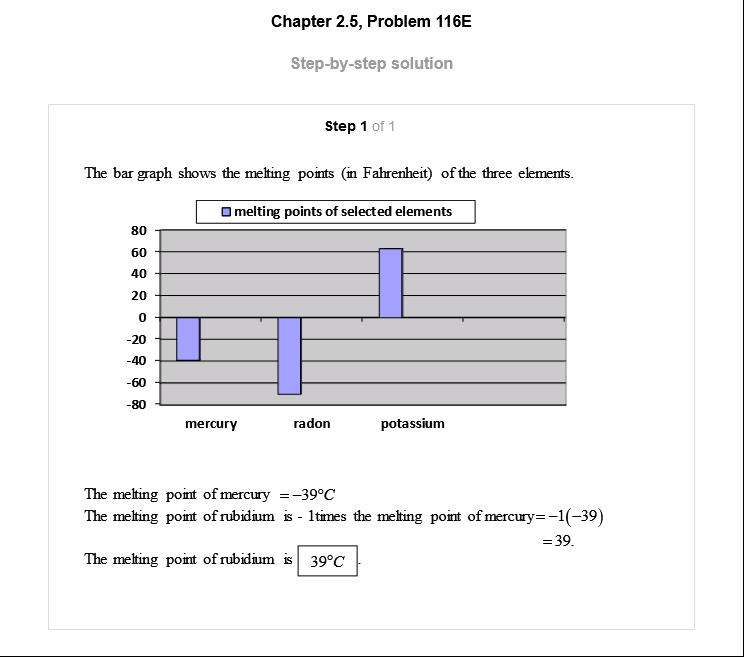 Chapter 2.5, Problem 116E
Step-by-step solution
Step 1 of 1
The bar graph shows the melting points (in Fahrenheit) of the three elements.
melting points of selected elements
80
60
40
20
0
-20
-40
-60
-80
mercury radon potassium
The melting point of mercury =−39°C
The melting point of rubidium is - 1times the melting point of mercury=−1(−39)
=39.
The melting point of rubidium is 39°C.